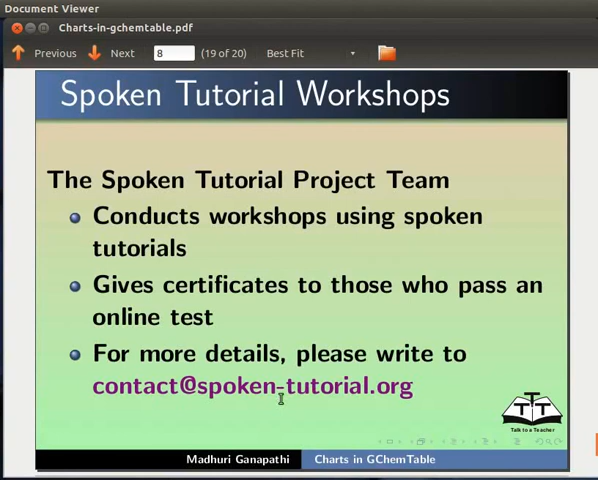 Document Viewer
Charts-in-gchemtable.pdf
Previous Next 8 (19 of 20) Best Fit
Spoken Tutorial Workshops
The Spoken Tutorial Project Team
Conducts workshops using spoken
tutorials
Gives certificates to those who pass an
online test
For more details, please write to
contact@spoken-tutorial.org
Talk to a Teacher
Madhuri Ganapathi Charts in GChemTable